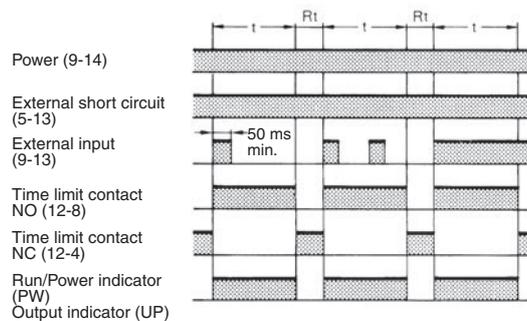 Rt Rt
t t t
Power (9-14)
External short circuit
(5-13)
External input
(9-13)
50 ms
min.
Time limit contact
NO (12-8)
Time limit contact
NC (12-4)
Run/Power indicator
(PW)
Output indicator (UP)